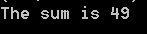 The sum is 49